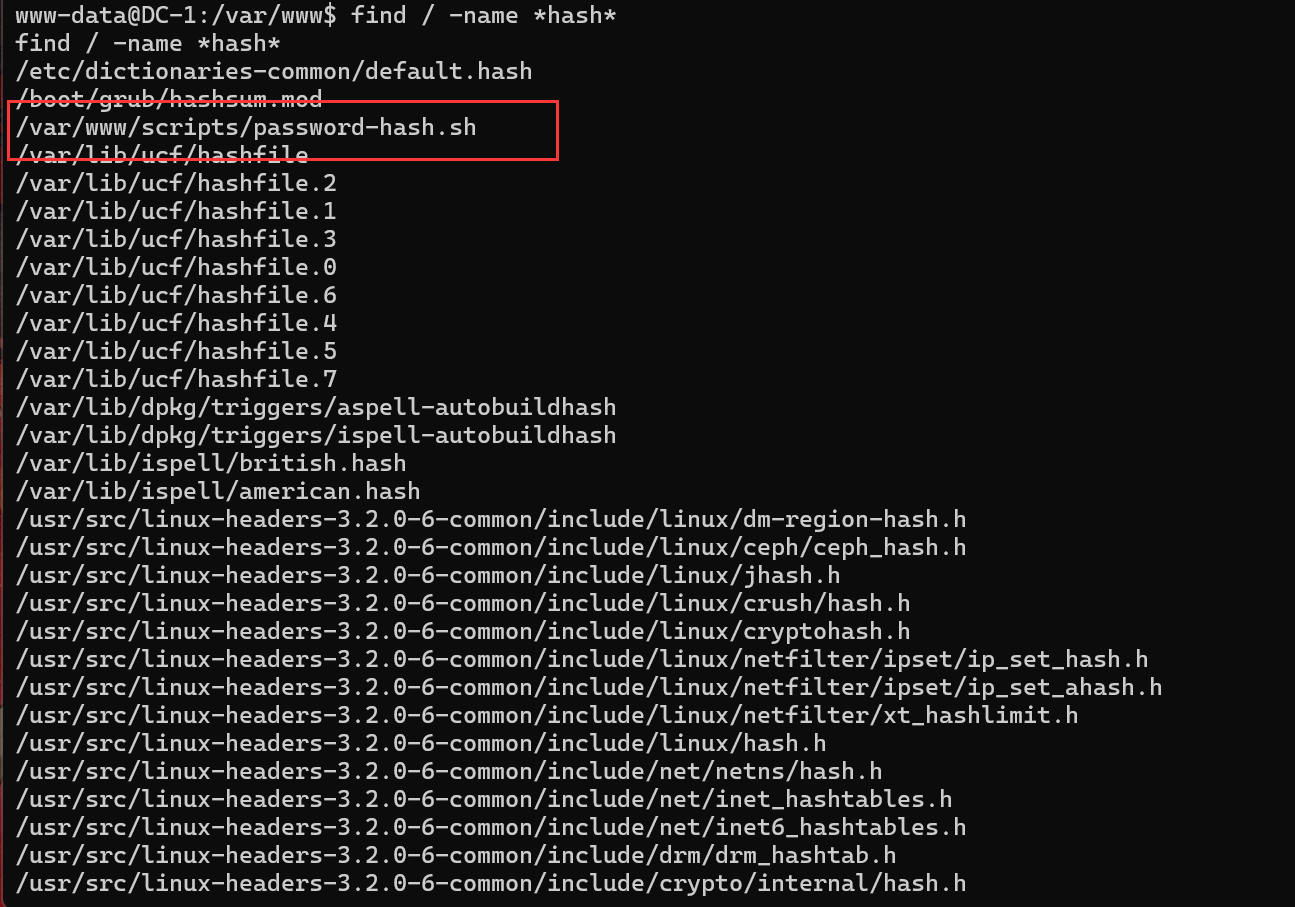 www-data@DC-1:/var/www$ find / -name *hash*
find / -name *hash*
/etc/dictionaries-common/default.hash
/boot/grub/hashsum.mod
/var/www/scripts/password-hash.sh
/var/lib/ucf/hashfile
/var/lib/ucf/hashfile.2
/var/lib/ucf/hashfile.1
/var/lib/ucf/hashfile.3
/var/lib/ucf/hashfile.0
/var/lib/ucf/hashfile.6
/var/lib/ucf/hashfile.4
/var/lib/ucf/hashfile.5
/var/lib/ucf/hashfile.7
/var/lib/dpkg/triggers/aspell-autobuildhash
/var/lib/dpkg/triggers/ispell-autobuildhash
/var/lib/ispell/british.hash
/var/lib/ispell/american.hash
/usr/src/linux-headers-3.2.0-6-common/include/linux/dm-region-hash.h
/usr/src/linux-headers-3.2.0-6-common/include/linux/ceph/ceph_hash.h
/usr/src/linux-headers-3.2.0-6-common/include/linux/jhash.h
/usr/src/linux-headers-3.2.0-6-common/include/linux/crush/hash.h
/usr/src/linux-headers-3.2.0-6-common/include/linux/cryptohash.h
/usr/src/linux-headers-3.2.0-6-common/include/linux/netfilter/ipset/ip_set_hash.h
/usr/src/linux-headers-3.2.0-6-common/include/linux/netfilter/ipset/ip_set_ahash.h
/usr/src/linux-headers-3.2.0-6-common/include/linux/netfilter/xt_hashlimit.h
/usr/src/linux-headers-3.2.0-6-common/include/linux/hash.h
/usr/src/linux-headers-3.2.0-6-common/include/net/netns/hash.h
/usr/src/linux-headers-3.2.0-6-common/include/net/inet_hashtables.h
/usr/src/linux-headers-3.2.0-6-common/include/net/inet6_hashtables.h
/usr/src/linux-headers-3.2.0-6-common/include/drm/drm_hashtab.h
/usr/src/linux-headers-3.2.0-6-common/include/crypto/internal/hash.h